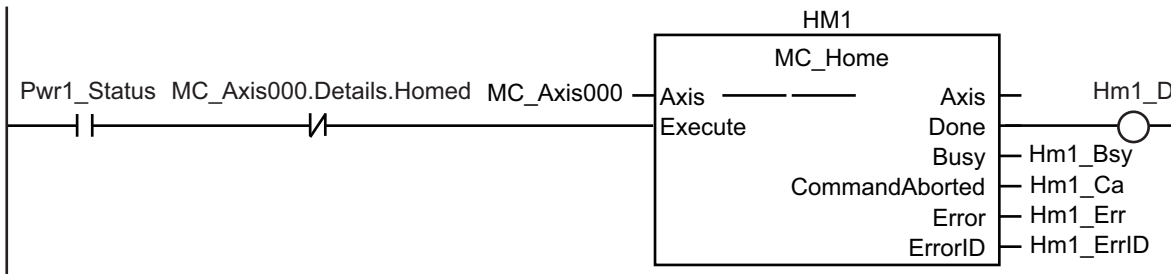 HM1
MC_Home
Pwr1_Status MC_Axis000.Details.Homed MC_Axis000 Axis Axis Hm1_D
Execute Done
Busy Hm1_Bsy
CommandAborted Hm1_Ca
Error Hm1_Err
ErrorID Hm1_ErrID